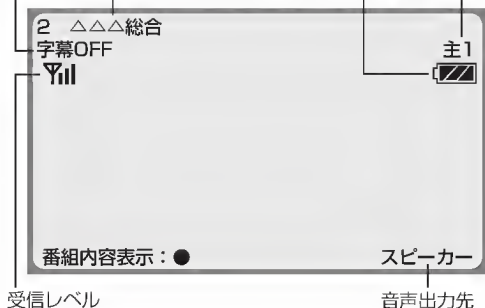 2 △△△総合
字幕OFF
主1
番組内容表示：●
スピーカー
受信レベル
音声出力先